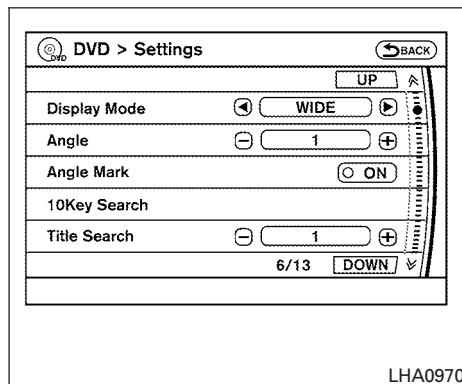 DVD DVD > Settings BACK
UP
Display Mode WIDE
Angle 1
Angle Mark ON
10Key Search
Title Search 1
6/13 DOWN
LHA0970